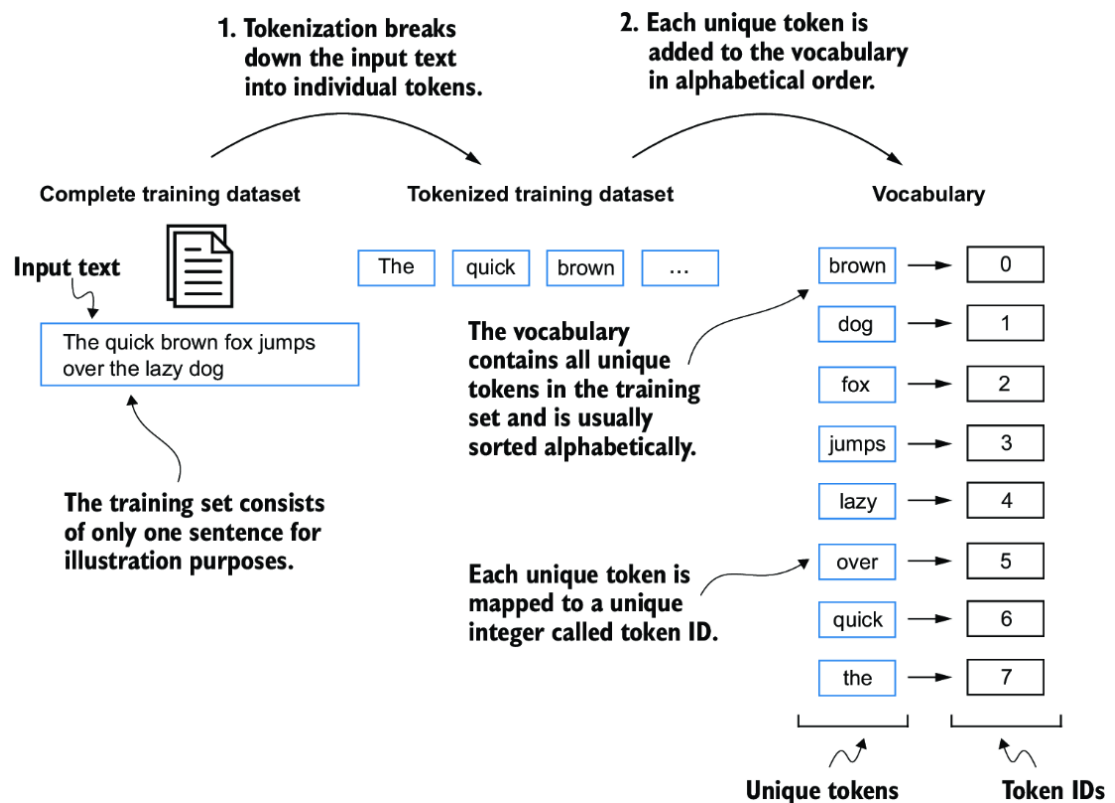 1. Tokenization breaks
down the input text
into individual tokens.
2. Each unique token is
added to the vocabulary
in alphabetical order.
Complete training dataset
Tokenized training dataset
Vocabulary
Input text
The quick brown fox jumps
over the lazy dog
The training set consists
of only one sentence for
illustration purposes.
The quick brown ...
The vocabulary
contains all unique
tokens in the training
set and is usually
sorted alphabetically.
Each unique token is
mapped to a unique
integer called token ID.
brown 0
dog 1
fox 2
jumps 3
lazy 4
over 5
quick 6
the 7
Unique tokens
Token IDs